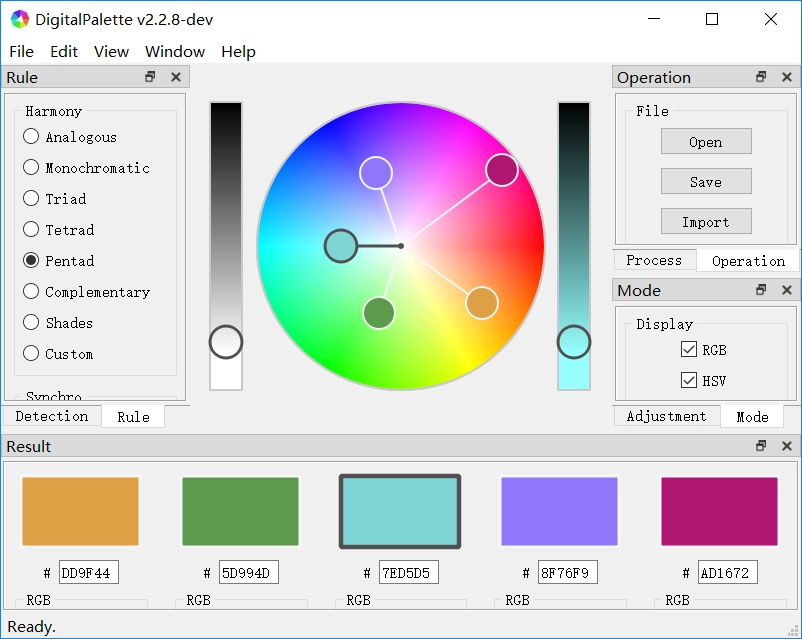 DigitalPalette v2.2.8-dev
File Edit View Window Help
Rule
Harmony
Analogous
Monochromatic
Triad
Tetrad
Pentad
Complementary
Shades
Custom
Synchro
Detection Rule
Operation
File
Open
Save
Import
Process Operation
Mode
Display
RGB
HSV
Adjustment Mode
Result
# DD9F44 # 5D994D # 7ED5D5 # 8F76F9 # AD1672
RGB RGB RGB RGB RGB
Ready.